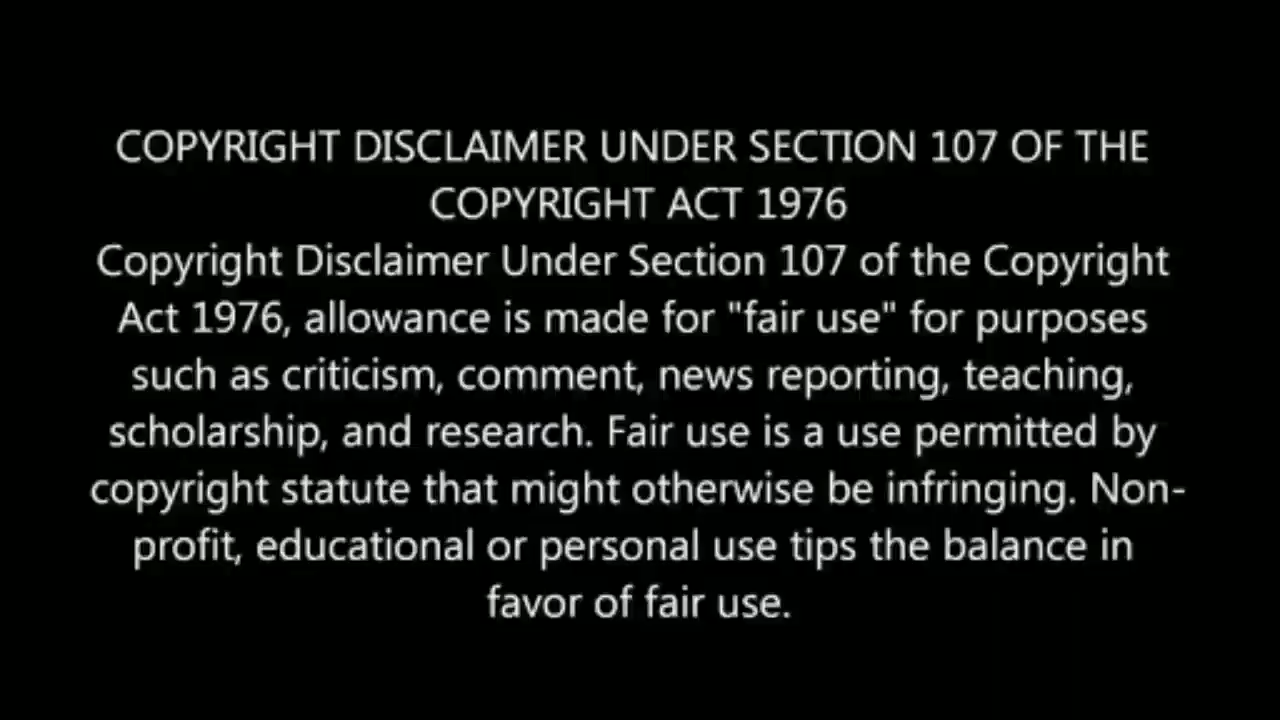 COPYRIGHT DISCLAIMER UNDER SECTION 107 OF THE
COPYRIGHT ACT 1976
Copyright Disclaimer Under Section 107 of the Copyright
Act 1976, allowance is made for "fair use" for purposes
such as criticism, comment, news reporting, teaching,
scholarship, and research. Fair use is a use permitted by
copyright statute that might otherwise be infringing. Non-
profit, educational or personal use tips the balance in
favor of fair use.